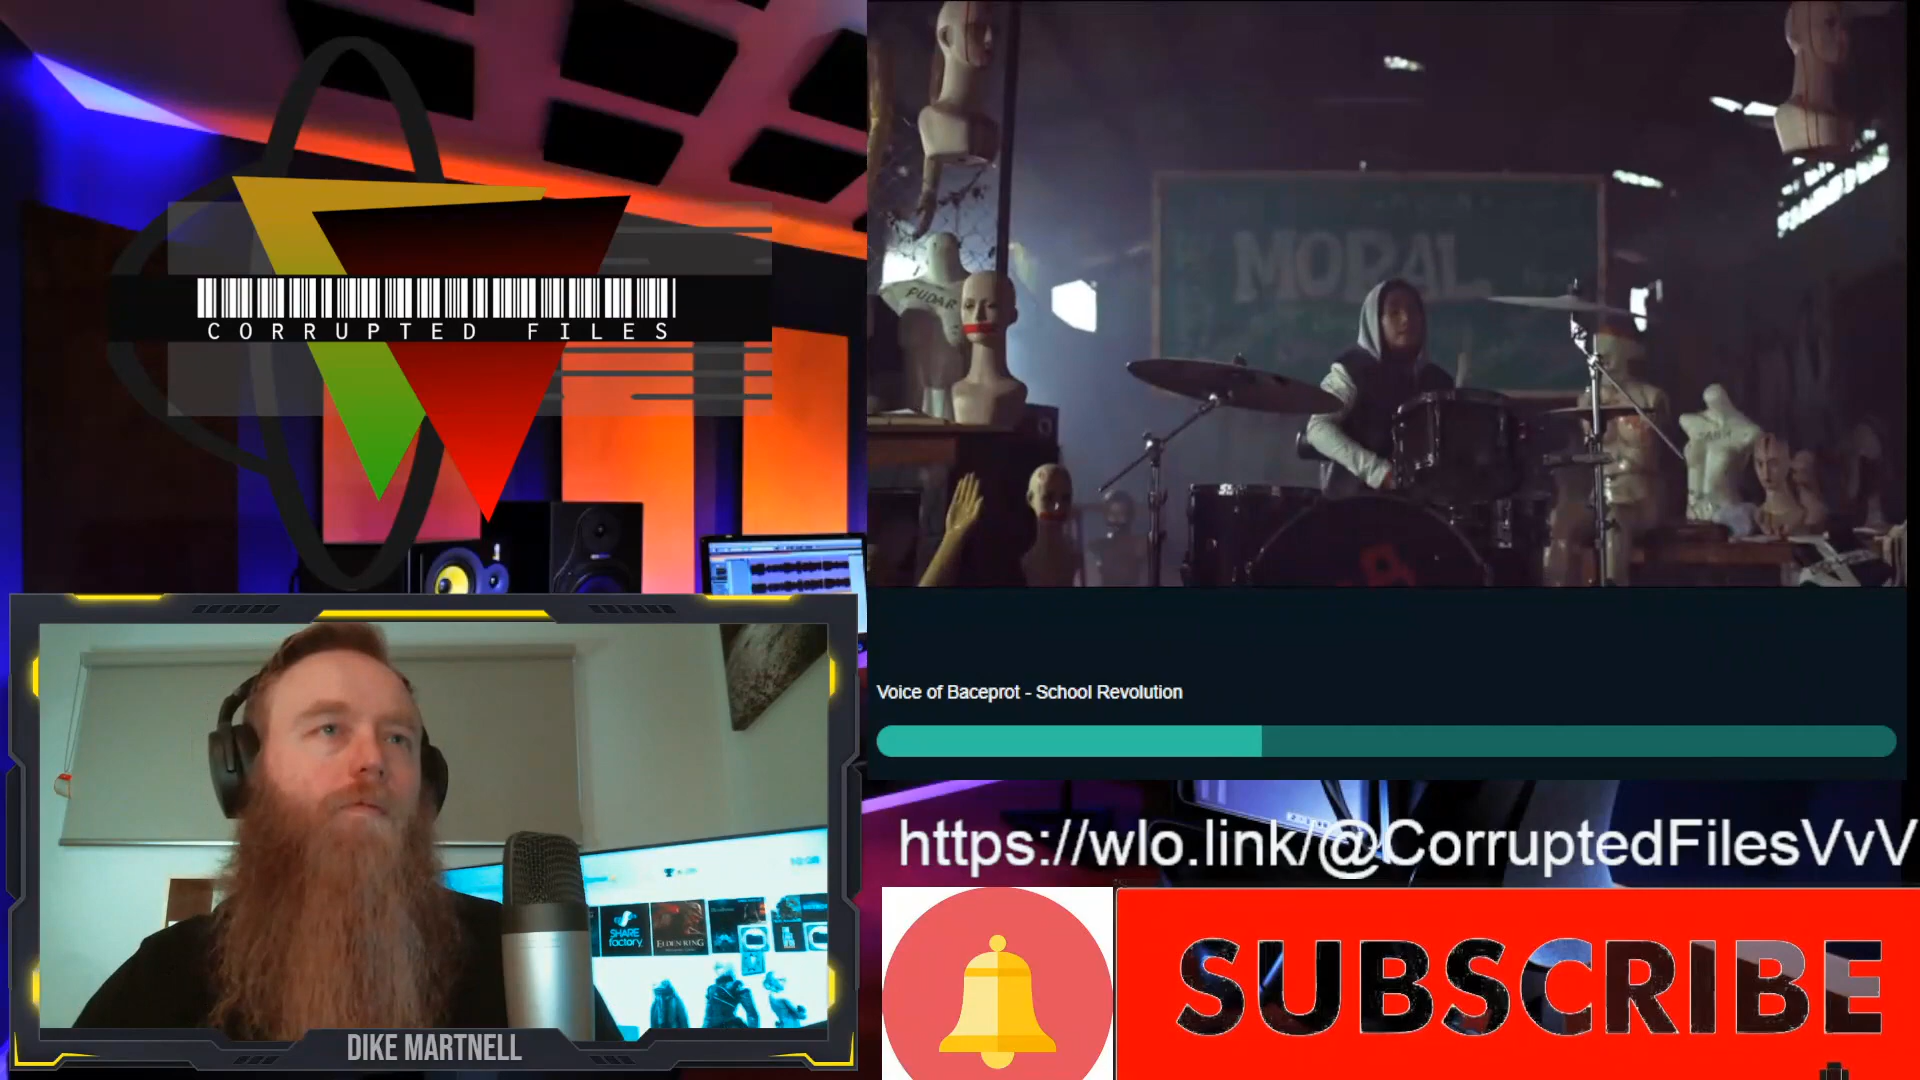 CORRUPTED FILES
MORAL
PUDAR
Voice of Baceprot - School Revolution
https://wlo.link/@CorruptedFilesVvV
SHARE
factory
ELDEN RING
SUBSCRIBE
DIKE MARTNELL